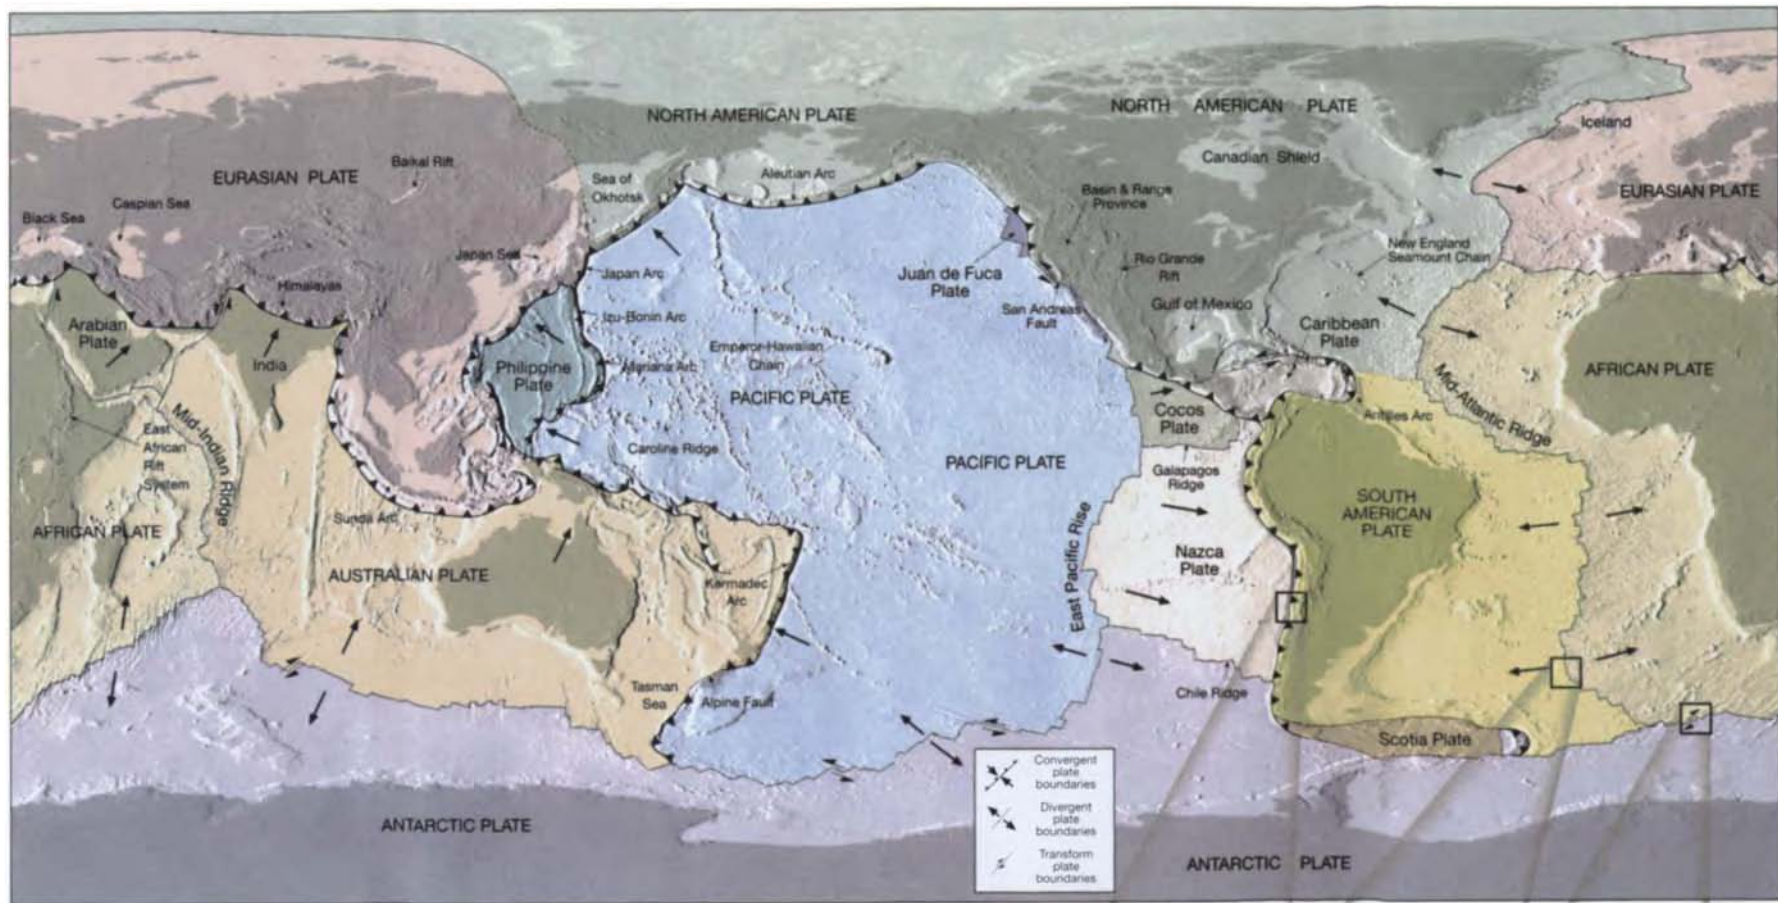 NORTH AMERICAN PLATE
NORTH AMERICAN PLATE
Iceland
Canadian Shield
Baikal Rift
EURASIAN PLATE
Sea of
Okhotsk
Aleutian Arc
Basin & Range
Province
EURASIAN PLATE
Caspian Sea
Black Sea
Japan Sea
New England
Seamount Chain
Rio Grande
Rift
Japan Arc
Juan de Fuca
Plate
Himalayas
San Andreas
Fault
Gulf of Mexico
Izu-Bonin Arc
Caribbean
Plate
Arabian
Plate
India
Emperor-Hawaiian
Chain
Philippine
Plate
Mariana Arc
AFRICAN PLATE
PACIFIC PLATE
Mid-Atlantic Ridge
Cocos
Plate
Antilles Arc
Mid-Indian Ridge
East
African
Rift
System
Caroline Ridge
PACIFIC PLATE
Galapagos
Ridge
SOUTH
AMERICAN
PLATE
AFRICAN PLATE
Sunda Arc
East Pacific Rise
Nazca
Plate
AUSTRALIAN PLATE
Karmadec
Arc
Tasman
Sea
Alpine Fault
Chile Ridge
Scotia Plate
Convergent
plate
boundaries
Divergent
plate
boundaries
Transform
plate
boundaries
ANTARCTIC PLATE
ANTARCTIC PLATE